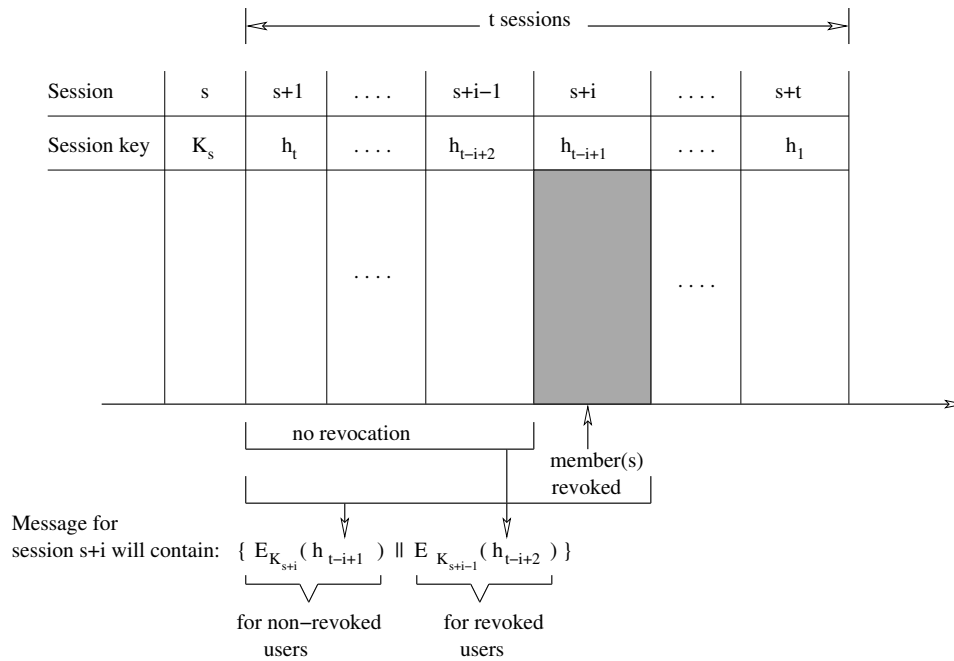 t sessions
Session s s+1 .... s+i−1 s+i .... s+t
Session key K_s h_t .... h_{t−i+2} h_{t−i+1} .... h_1
.... ....
no revocation
member(s)
revoked
Message for
session s+i will contain: { E_{K_{s+i}} ( h_{t−i+1} ) || E_{K_{s+i−1}} ( h_{t−i+2} ) }
for non−revoked
users
for revoked
users